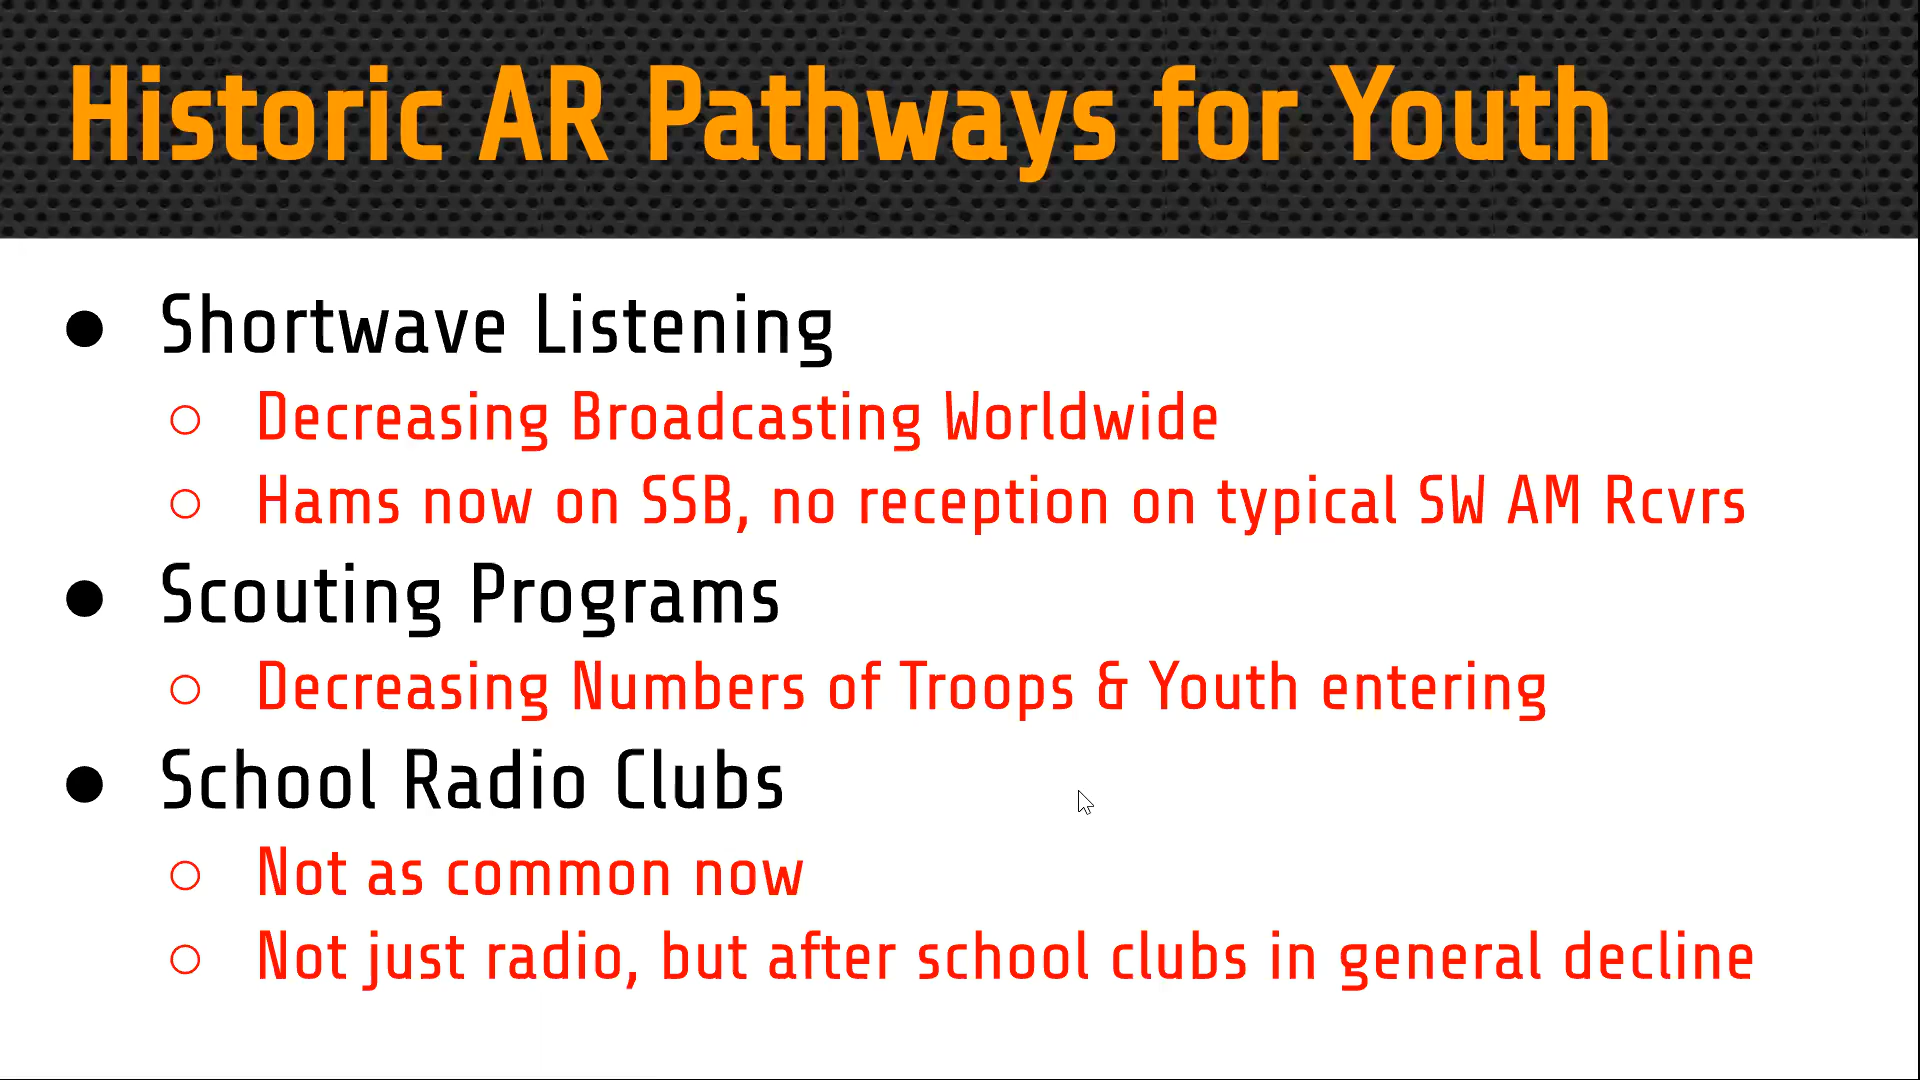 Historic AR Pathways for Youth
● Shortwave Listening
○ Decreasing Broadcasting Worldwide
○ Hams now on SSB, no reception on typical SW AM Rcvrs
● Scouting Programs
○ Decreasing Numbers of Troops & Youth entering
● School Radio Clubs
○ Not as common now
○ Not just radio, but after school clubs in general decline